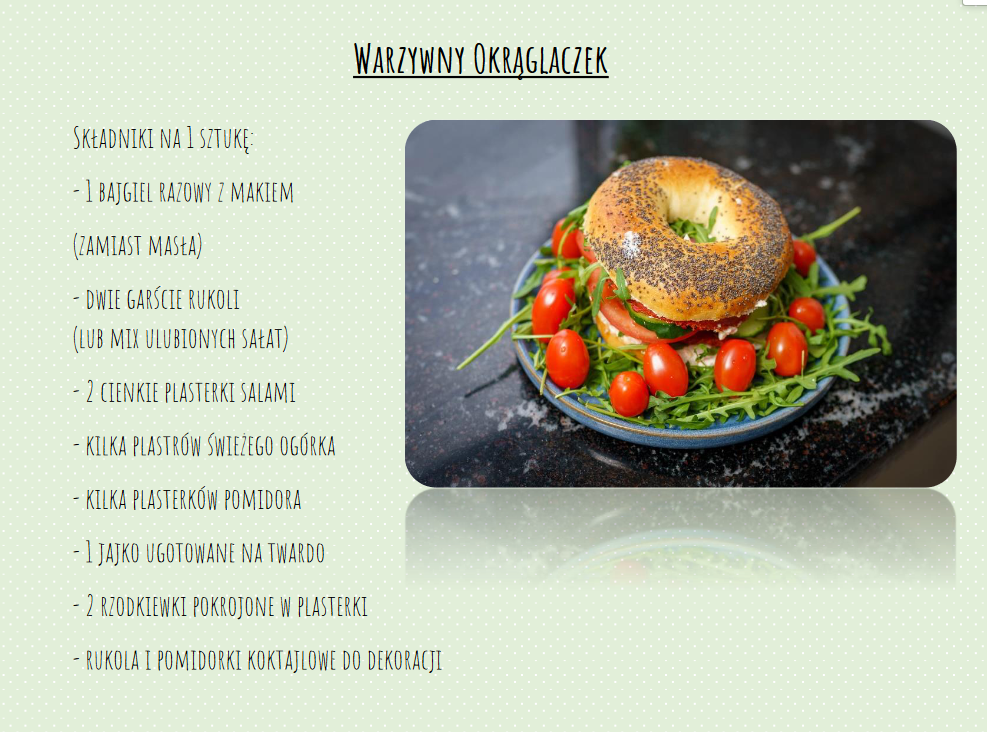 Warzywny Okrąglaczek
Składniki na 1 sztukę:
- 1 bajgiel razowy z makiem
(zamiast masła)
- dwie garście rukoli
(lub mix ulubionych sałat)
- 2 cienkie plasterki salami
- kilka plastrów świeżego ogórka
- kilka plasterków pomidora
- 1 jajko ugotowane na twardo
- 2 rzodkiewki pokrojone w plasterki
- rukola i pomidorki koktajlowe do dekoracji